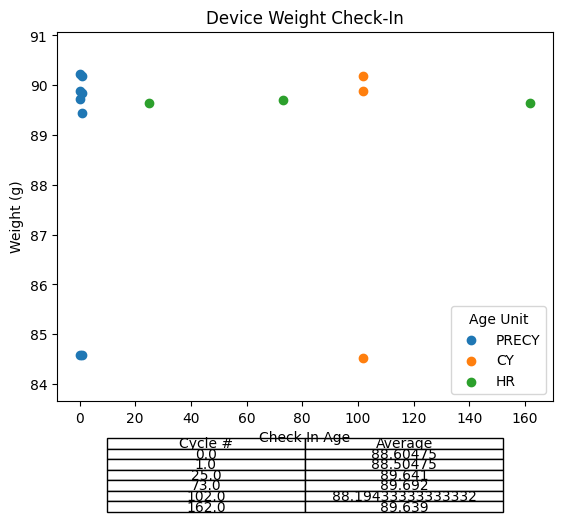 Device Weight Check-In
91
90
89
88
87
86
85
84
Weight (g)
Age Unit
PRECY
CY
HR
0 20 40 60 80 100 120 140 160
Check In Age
Cycle # Average
0.0 88.60475
1.0 88.50475
25.0 89.641
73.0 89.692
102.0 88.19433333333332
162.0 89.639